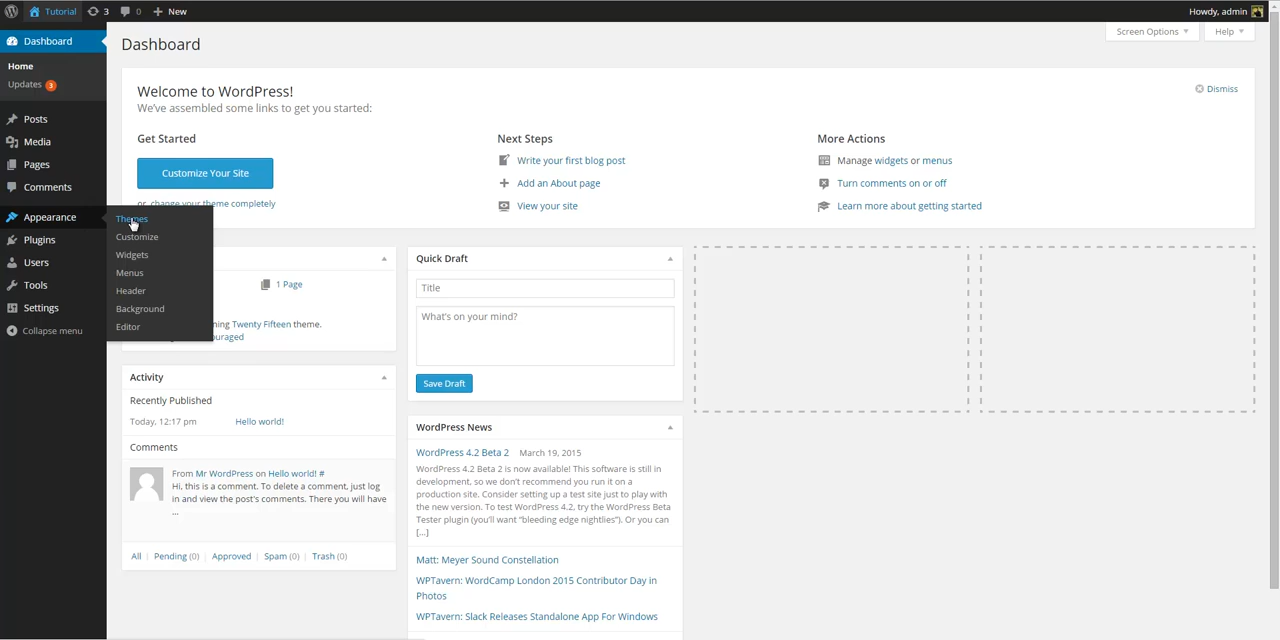 Tutorial 3 0 New
Howdy, admin
Dashboard
Home
Updates 3
Posts
Media
Pages
Comments
Appearance
Plugins
Users
Tools
Settings
Collapse menu
Themes
Customize
Widgets
Menus
Header
Background
Editor
Dashboard
Screen Options
Help
Welcome to WordPress!
We've assembled some links to get you started:
Dismiss
Get Started
Customize Your Site
or, change your theme completely
Next Steps
Write your first blog post
Add an About page
View your site
More Actions
Manage widgets or menus
Turn comments on or off
Learn more about getting started
1 Page
Twenty Fifteen theme.
Activity
Recently Published
Today, 12:17 pm Hello world!
Comments
From Mr WordPress on Hello world! #
Hi, this is a comment. To delete a comment, just log
in and view the post's comments. There you will have
...
All | Pending (0) | Approved | Spam (0) | Trash (0)
Quick Draft
Title
What's on your mind?
Save Draft
WordPress News
WordPress 4.2 Beta 2 March 19, 2015
WordPress 4.2 Beta 2 is now available! This software is still in
development, so we don't recommend you run it on a
production site. Consider setting up a test site just to play with
the new version. To test WordPress 4.2, try the WordPress Beta
Tester plugin (you'll want "bleeding edge nightlies"). Or you can
[...]
Matt: Meyer Sound Constellation
WPTavern: WordCamp London 2015 Contributor Day in
Photos
WPTavern: Slack Releases Standalone App For Windows